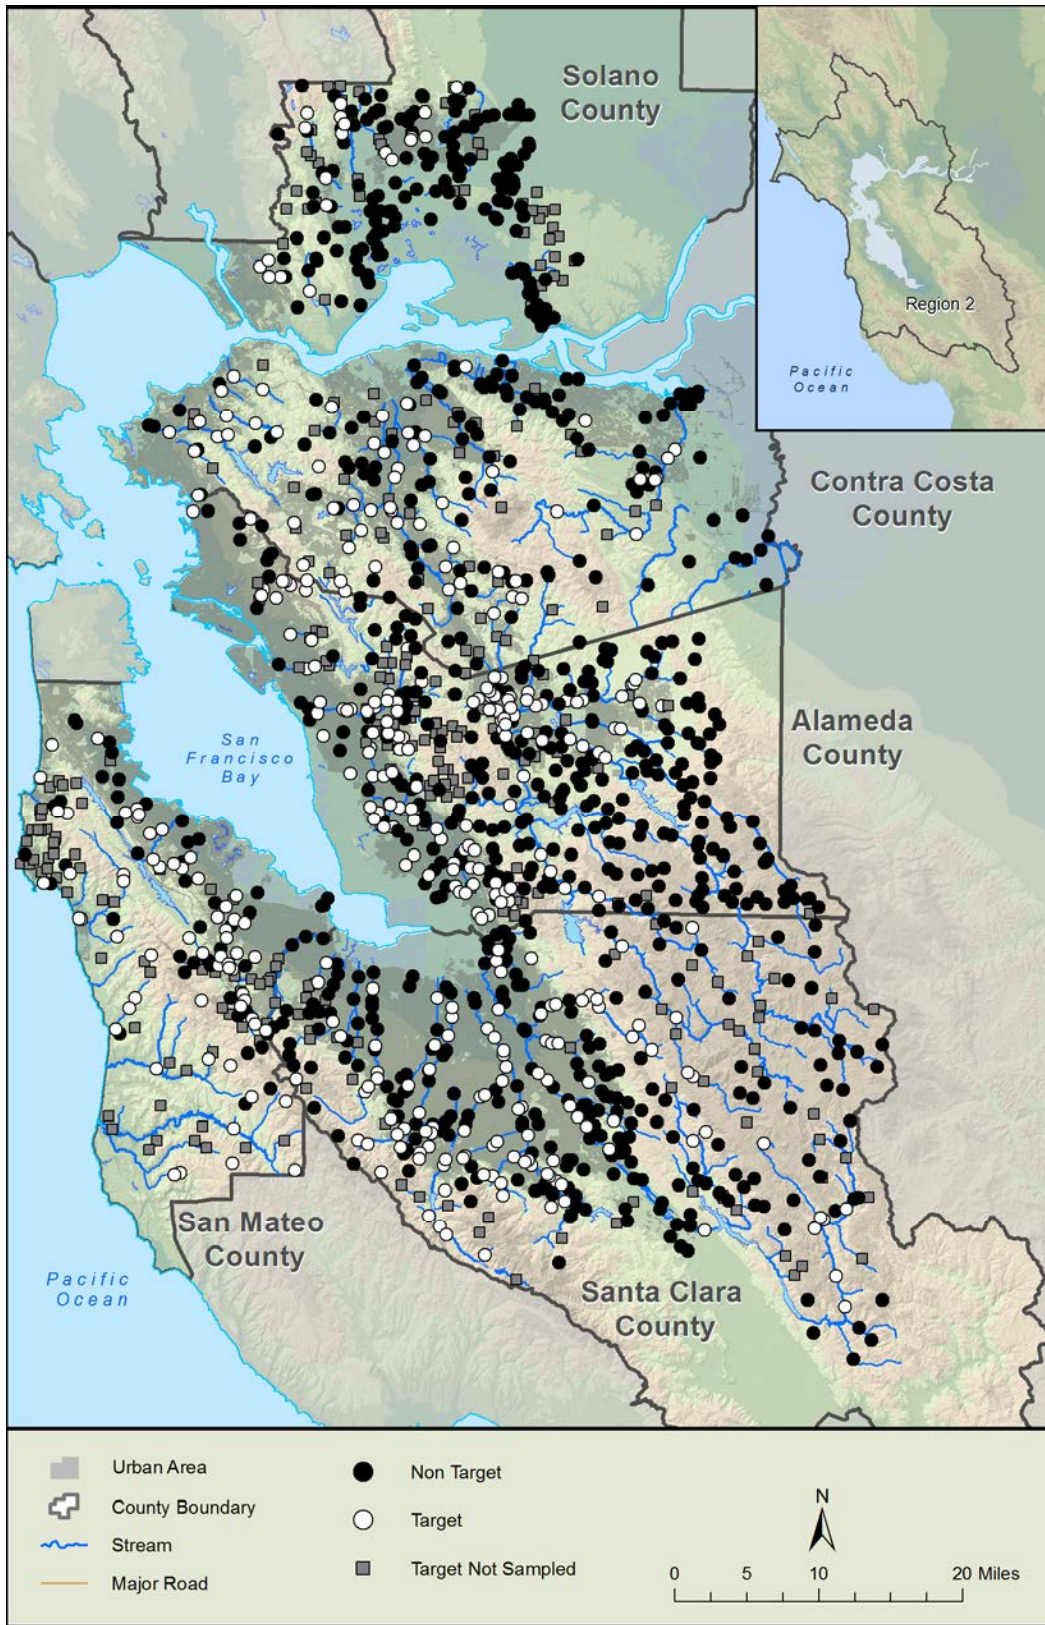 Solano
County
Region 2
Pacific
Ocean
Contra Costa
County
San
Francisco
Bay
Alameda
County
San Mateo
County
Pacific
Ocean
Santa Clara
County
Urban Area
County Boundary
Stream
Major Road
Non Target
Target
Target Not Sampled
N
0 5 10 20 Miles